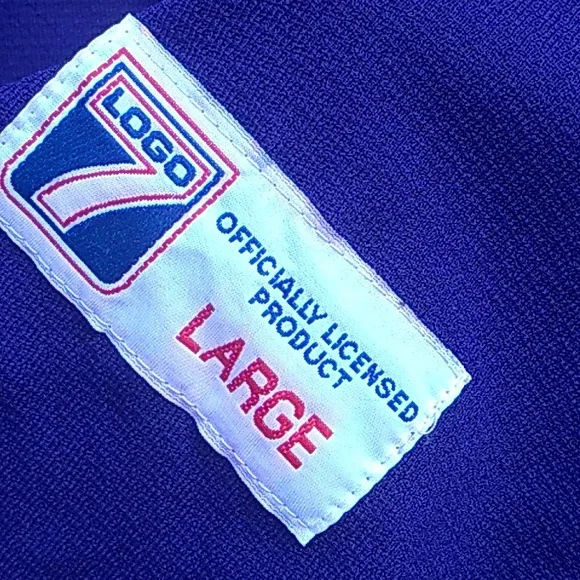 LOGO
7
OFFICIALLY LICENSED
PRODUCT
LARGE